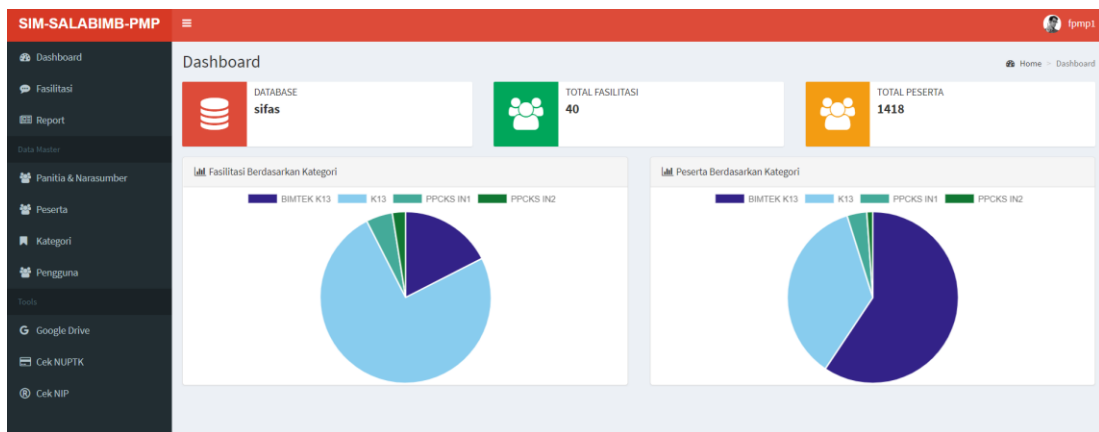 SIM-SALABIMB-PMP
fpmp1
Dashboard
Fasilitasi
Report
Data Master
Panitia & Narasumber
Peserta
Kategori
Pengguna
Tools
Google Drive
Cek NUPTK
Cek NIP
Dashboard
Home > Dashboard
DATABASE
sifas
TOTAL FASILITASI
40
TOTAL PESERTA
1418
Fasilitasi Berdasarkan Kategori
BIMTEK K13 K13 PPCKS IN1 PPCKS IN2
Peserta Berdasarkan Kategori
BIMTEK K13 K13 PPCKS IN1 PPCKS IN2